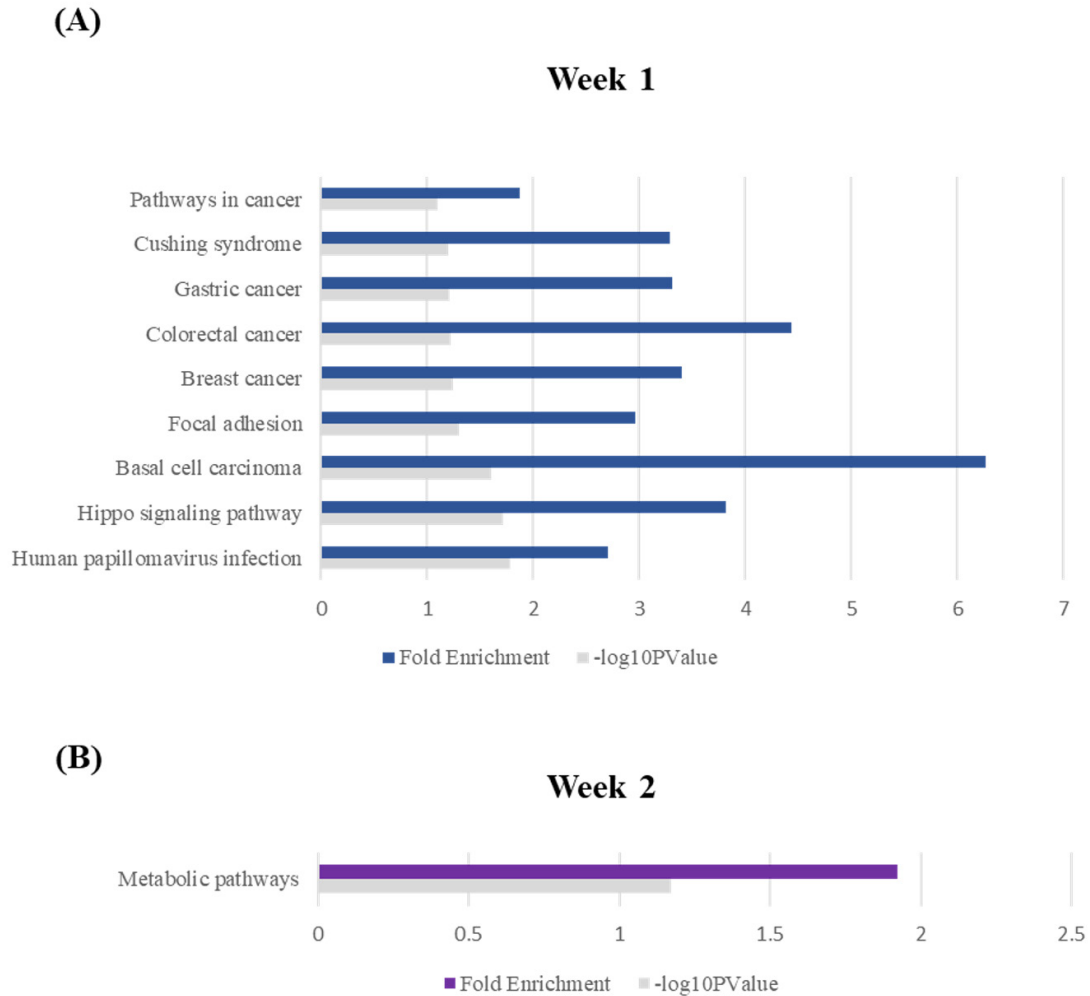 (A)
Week 1
Pathways in cancer
Cushing syndrome
Gastric cancer
Colorectal cancer
Breast cancer
Focal adhesion
Basal cell carcinoma
Hippo signaling pathway
Human papillomavirus infection
0 1 2 3 4 5 6 7
Fold Enrichment -log10PValue
(B)
Week 2
Metabolic pathways
0 0.5 1 1.5 2 2.5
Fold Enrichment -log10PValue